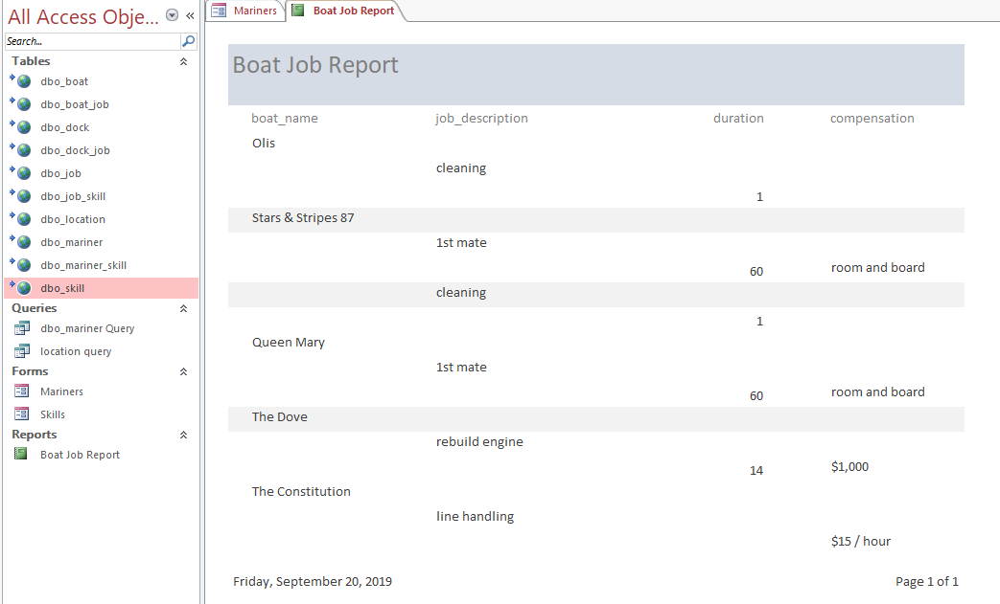 All Access Obje...
Search...
Tables
dbo_boat
dbo_boat_job
dbo_dock
dbo_dock_job
dbo_job
dbo_job_skill
dbo_location
dbo_mariner
dbo_mariner_skill
dbo_skill
Queries
dbo_mariner Query
location query
Forms
Mariners
Skills
Reports
Boat Job Report
Mariners Boat Job Report
Boat Job Report
boat_name job_description duration compensation
Olis
cleaning
1
Stars & Stripes 87
1st mate
60 room and board
cleaning
1
Queen Mary
1st mate
60 room and board
The Dove
rebuild engine
14 $1,000
The Constitution
line handling
$15 / hour
Friday, September 20, 2019 Page 1 of 1